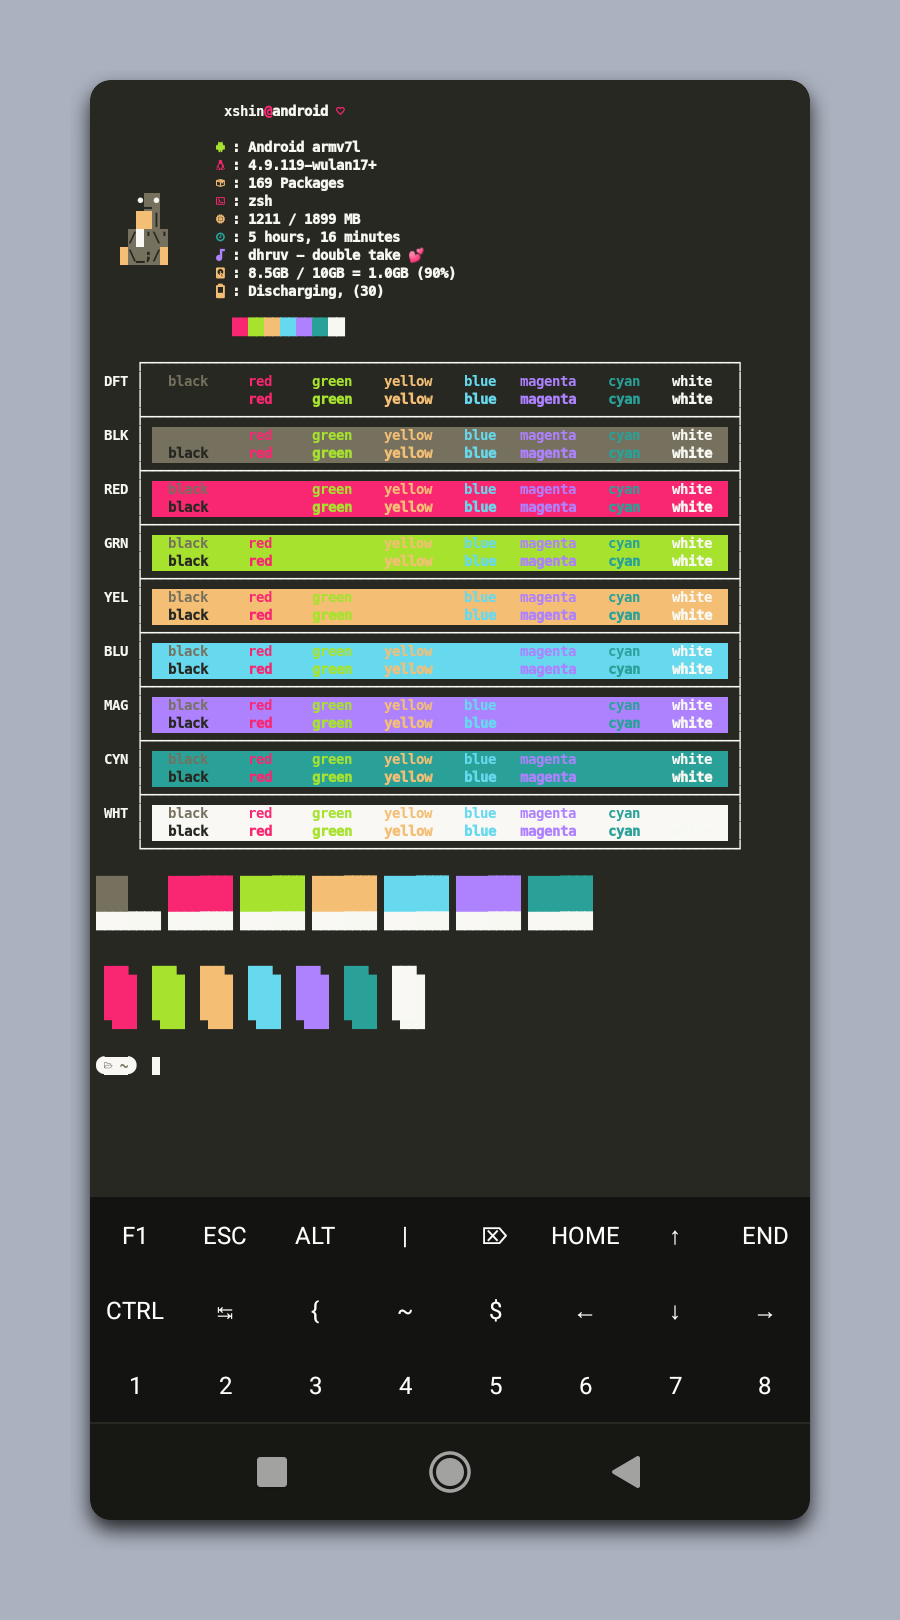 xshin@android ♡
: Android armv7l
: 4.9.119-wulan17+
: 169 Packages
: zsh
: 1211 / 1899 MB
: 5 hours, 16 minutes
: dhruv - double take 💕
: 8.5GB / 10GB = 1.0GB (90%)
: Discharging, (30)
DFT black red green yellow blue magenta cyan white
red green yellow blue magenta cyan white
BLK red green yellow blue magenta cyan white
black red green yellow blue magenta cyan white
RED black green yellow blue magenta cyan white
black green yellow blue magenta cyan white
GRN black red yellow blue magenta cyan white
black red yellow blue magenta cyan white
YEL black red green blue magenta cyan white
black red green blue magenta cyan white
BLU black red green yellow magenta cyan white
black red green yellow magenta cyan white
MAG black red green yellow blue cyan white
black red green yellow blue cyan white
CYN black red green yellow blue magenta white
black red green yellow blue magenta white
WHT black red green yellow blue magenta cyan
black red green yellow blue magenta cyan
~
F1 ESC ALT | ⌦ HOME ↑ END
CTRL ↹ { ~ $ ← ↓ →
1 2 3 4 5 6 7 8